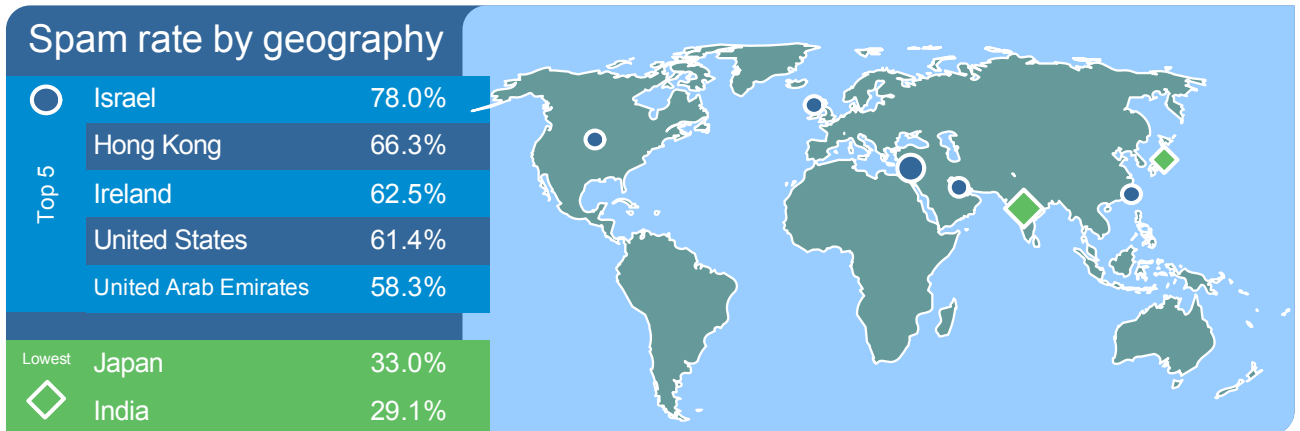 Spam rate by geography
Top 5
Israel 78.0%
Hong Kong 66.3%
Ireland 62.5%
United States 61.4%
United Arab Emirates 58.3%
Lowest
Japan 33.0%
India 29.1%